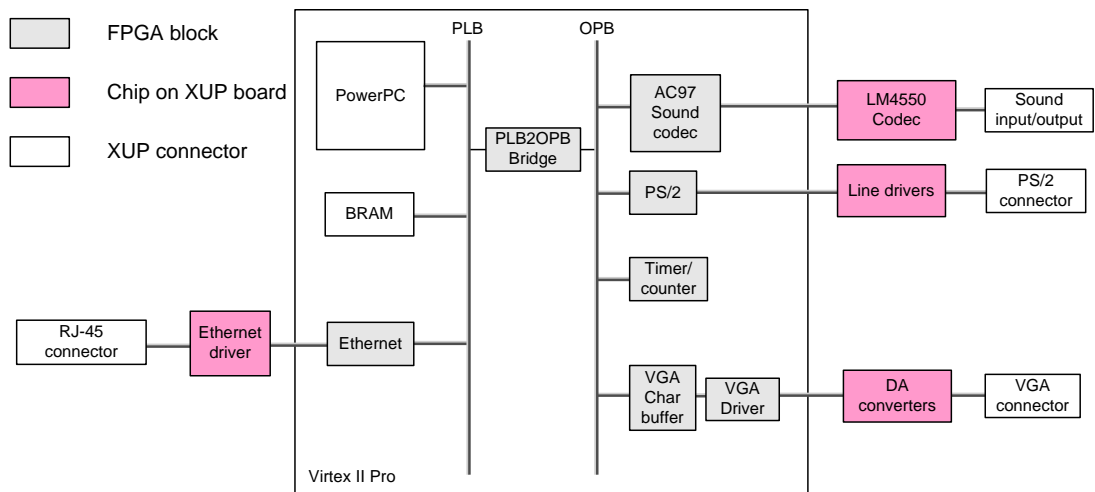 FPGA block
Chip on XUP board
XUP connector
PLB
OPB
PowerPC
BRAM
Ethernet
PLB2OPB
Bridge
AC97
Sound
codec
PS/2
Timer/
counter
VGA
Char
buffer
VGA
Driver
LM4550
Codec
Sound
input/output
Line drivers
PS/2
connector
DA
converters
VGA
connector
RJ-45
connector
Ethernet
driver
Virtex II Pro